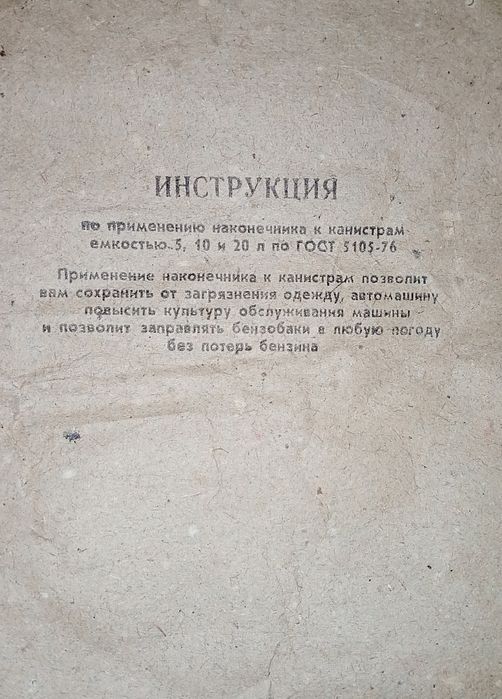 ИНСТРУКЦИЯ
по применению наконечника к канистрам
емкостью 5, 10 и 20 л по ГОСТ 5105-76
Применение наконечника к канистрам позволит
вам сохранить от загрязнения одежду, автомашину
повысить культуру обслуживания машины
и позволит заправлять бензобаки в любую погоду
без потерь бензина